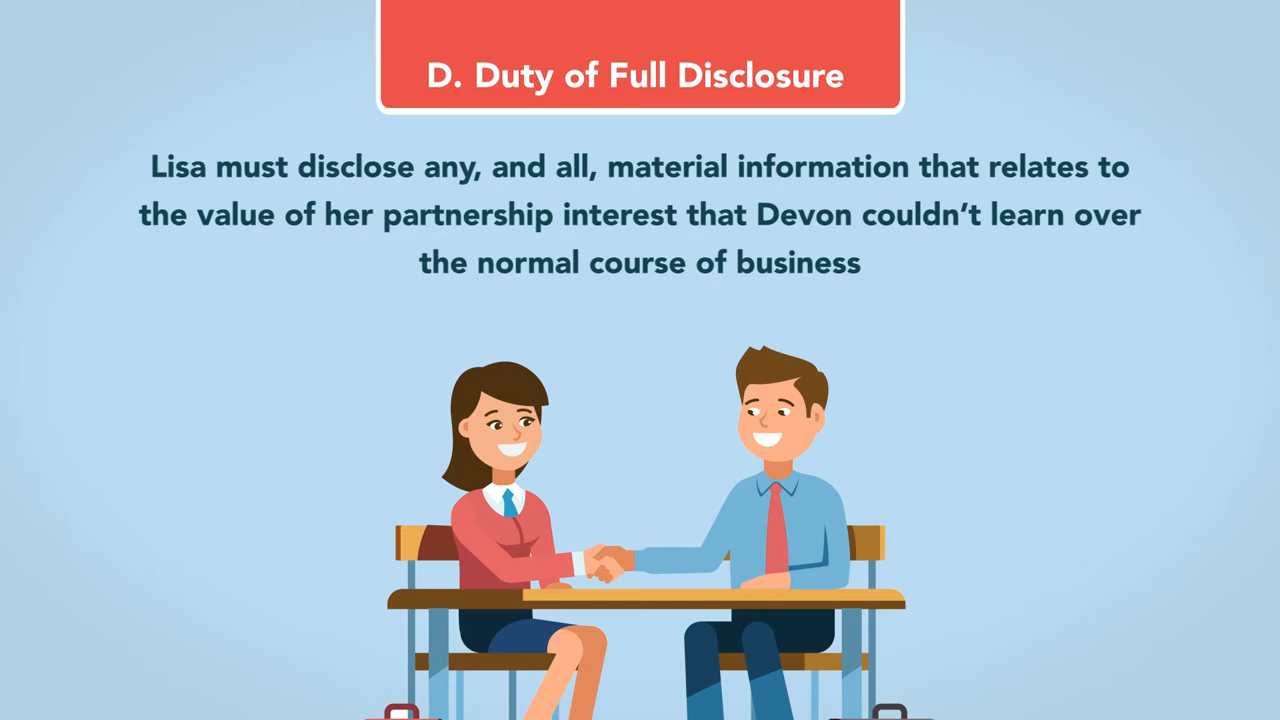 D. Duty of Full Disclosure
Lisa must disclose any, and all, material information that relates to
the value of her partnership interest that Devon couldn’t learn over
the normal course of business